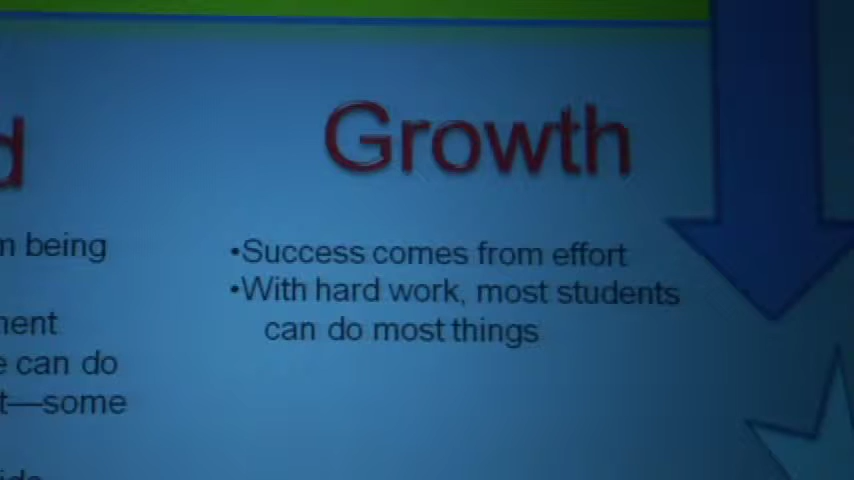 Growth
m being
nent
e can do
t—some
•Success comes from effort
•With hard work, most students
can do most things